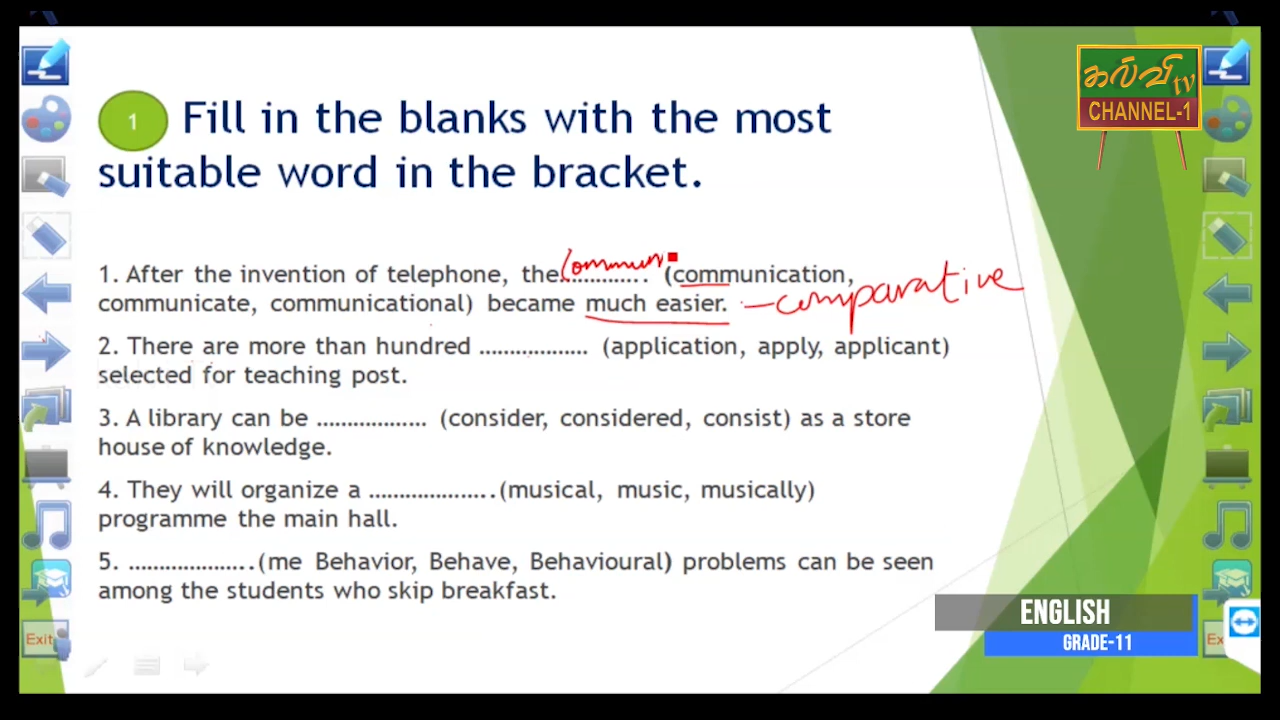 கல்வி tv
CHANNEL-1
1 Fill in the blanks with the most
suitable word in the bracket.
commun
1. After the invention of telephone, the.............. (communication,
communicate, communicational) became much easier. — comparative
2. There are more than hundred .................. (application, apply, applicant)
selected for teaching post.
3. A library can be .................. (consider, considered, consist) as a store
house of knowledge.
4. They will organize a .....................(musical, music, musically)
programme the main hall.
5. .....................(me Behavior, Behave, Behavioural) problems can be seen
among the students who skip breakfast.
ENGLISH
GRADE-11
Exit
Ex